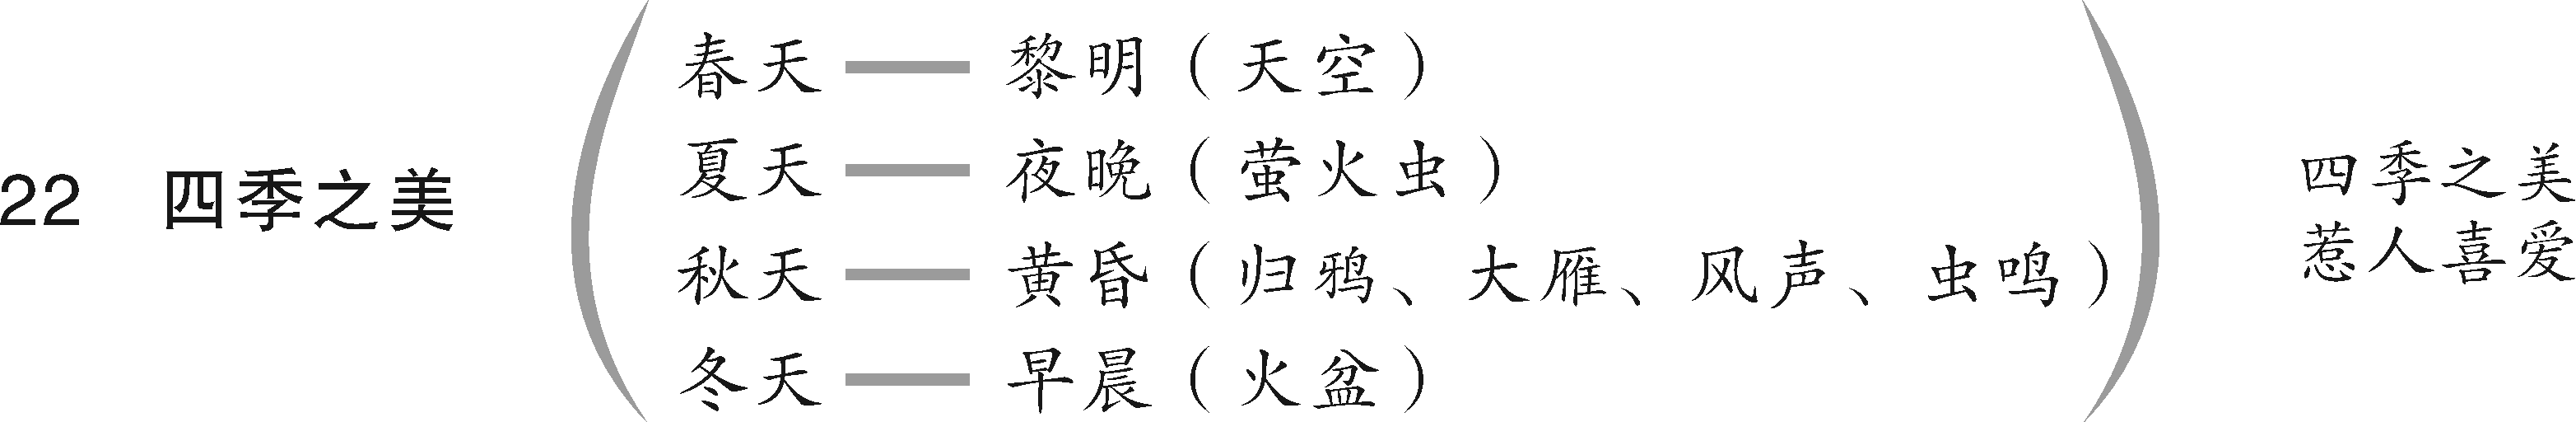 22 四季之美
春天——黎明（天空）
夏天——夜晚（萤火虫）
秋天——黄昏（归鸦、大雁、风声、虫鸣）
冬天——早晨（火盆）
四季之美
惹人喜爱